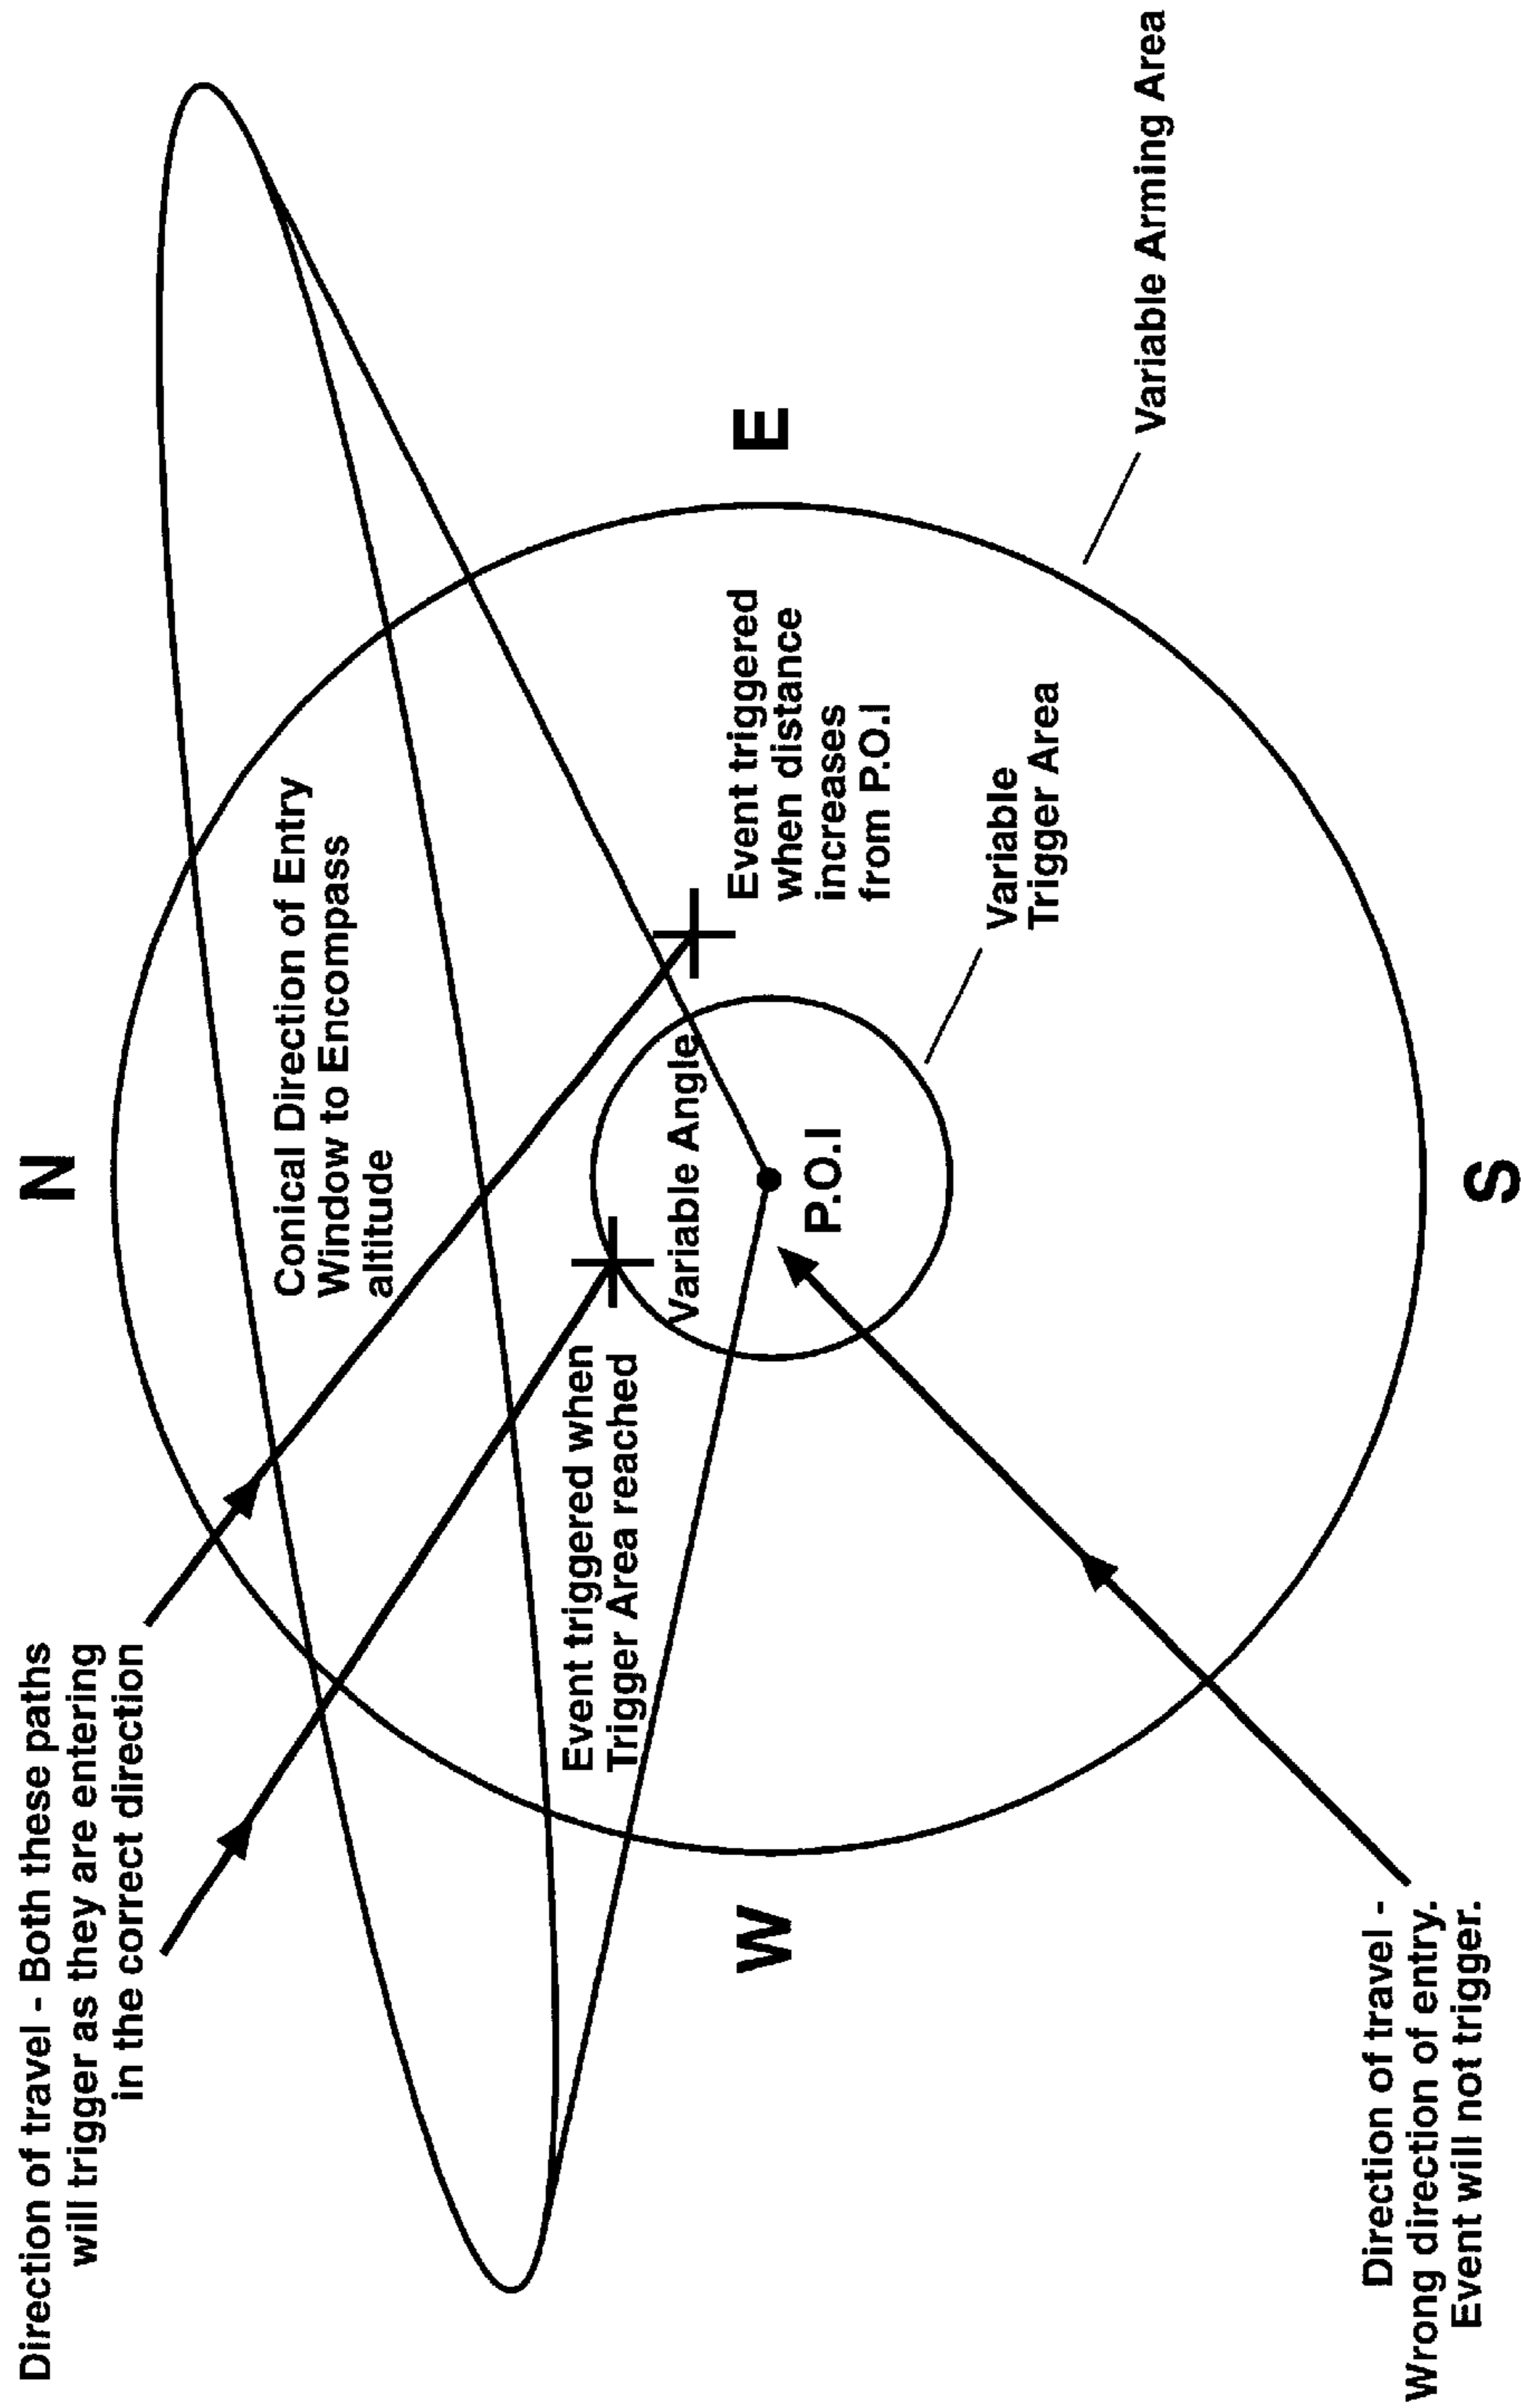 Direction of travel - Both these paths
will trigger as they are entering
in the correct direction
N
Conical Direction of Entry
Window to Encompass
altitude
Event triggered when
Trigger Area reached
Variable Angle
Event triggered
when distance
increases
from P.O.I
W
P.O.I
E
Variable
Trigger Area
Variable Arming Area
Direction of travel -
Wrong direction of entry.
Event will not trigger.
S